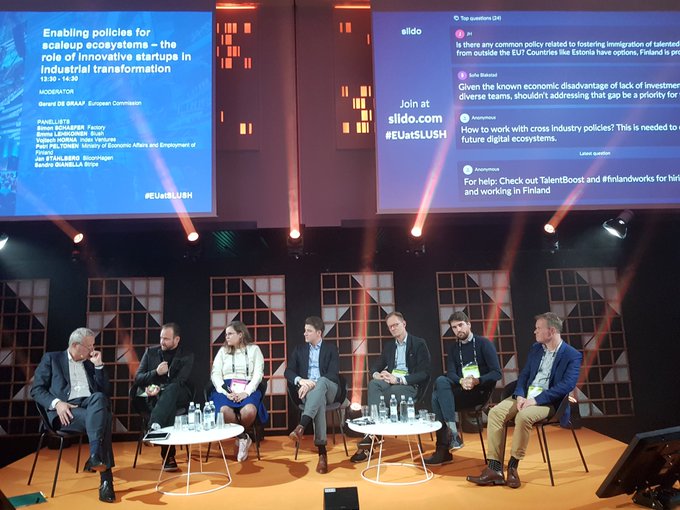 Enabling policies for
scaleup ecosystems – the
role of innovative startups in
industrial transformation
13:30 - 14:30
MODERATOR
Gerard DE GRAAF, European Commission
PANELLISTS
Simon SCHAEFER Factory
Emma LEHIKOINEN Slush
Vojtech HORNA Index Ventures
Petri PELTONEN Ministry of Economic Affairs and Employment of
Finland
Jan STÅHLBERG SiliconHagen
Sandro GIANELLA Stripe
#EUatSLUSH
slido
Join at
slido.com
#EUatSLUSH
Top questions (24)
JH
Is there any common policy related to fostering immigration of talented
from outside the EU? Countries like Estonia have options, Finland is pro
Sofie Blakstad
Given the known economic disadvantage of lack of investment
diverse teams, shouldn't addressing that gap be a priority for
Anonymous
How to work with cross industry policies? This is needed to
future digital ecosystems.
Latest question
Anonymous
For help: Check out TalentBoost and #finlandworks for hiri
and working in Finland